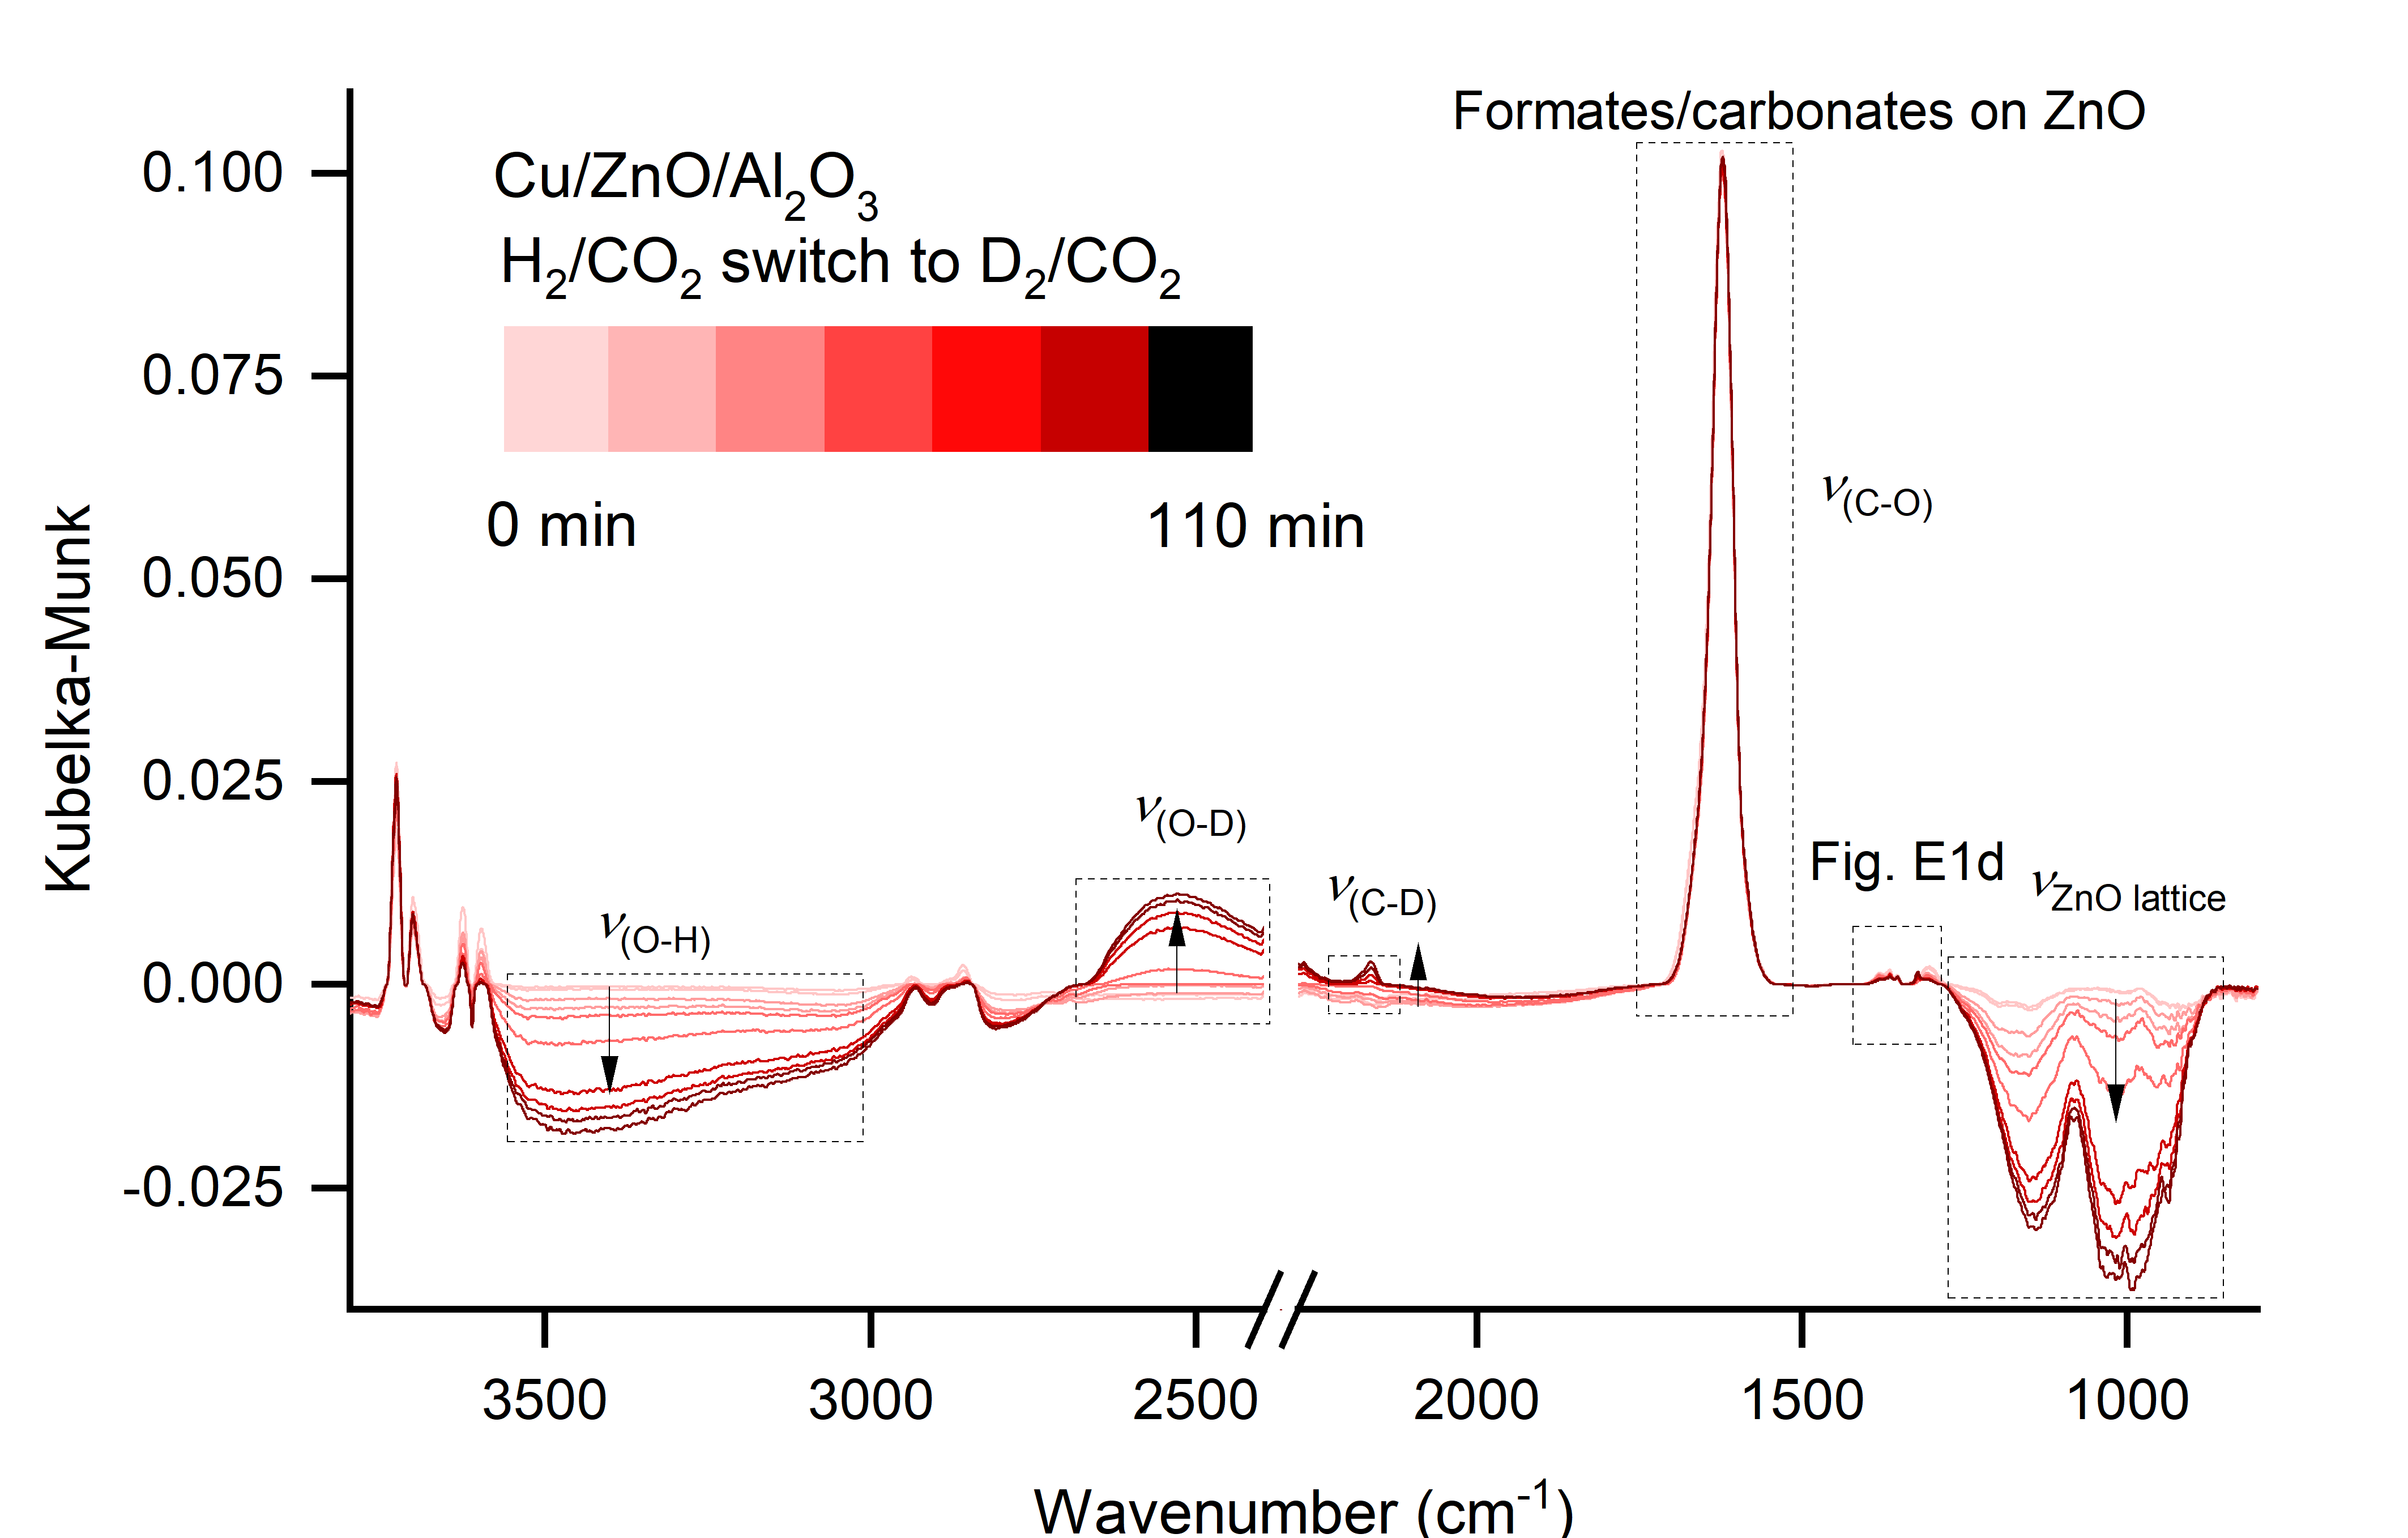 Formates/carbonates on ZnO
Cu/ZnO/Al₂O₃
H₂/CO₂ switch to D₂/CO₂
0 min
110 min
Kubelka-Munk
0.100
0.075
0.050
0.025
0.000
-0.025
ν(C-O)
ν(O-D)
Fig. E1d
ν(C-D)
νZnO lattice
ν(O-H)
3500
3000
2500
2000
1500
1000
Wavenumber (cm⁻¹)